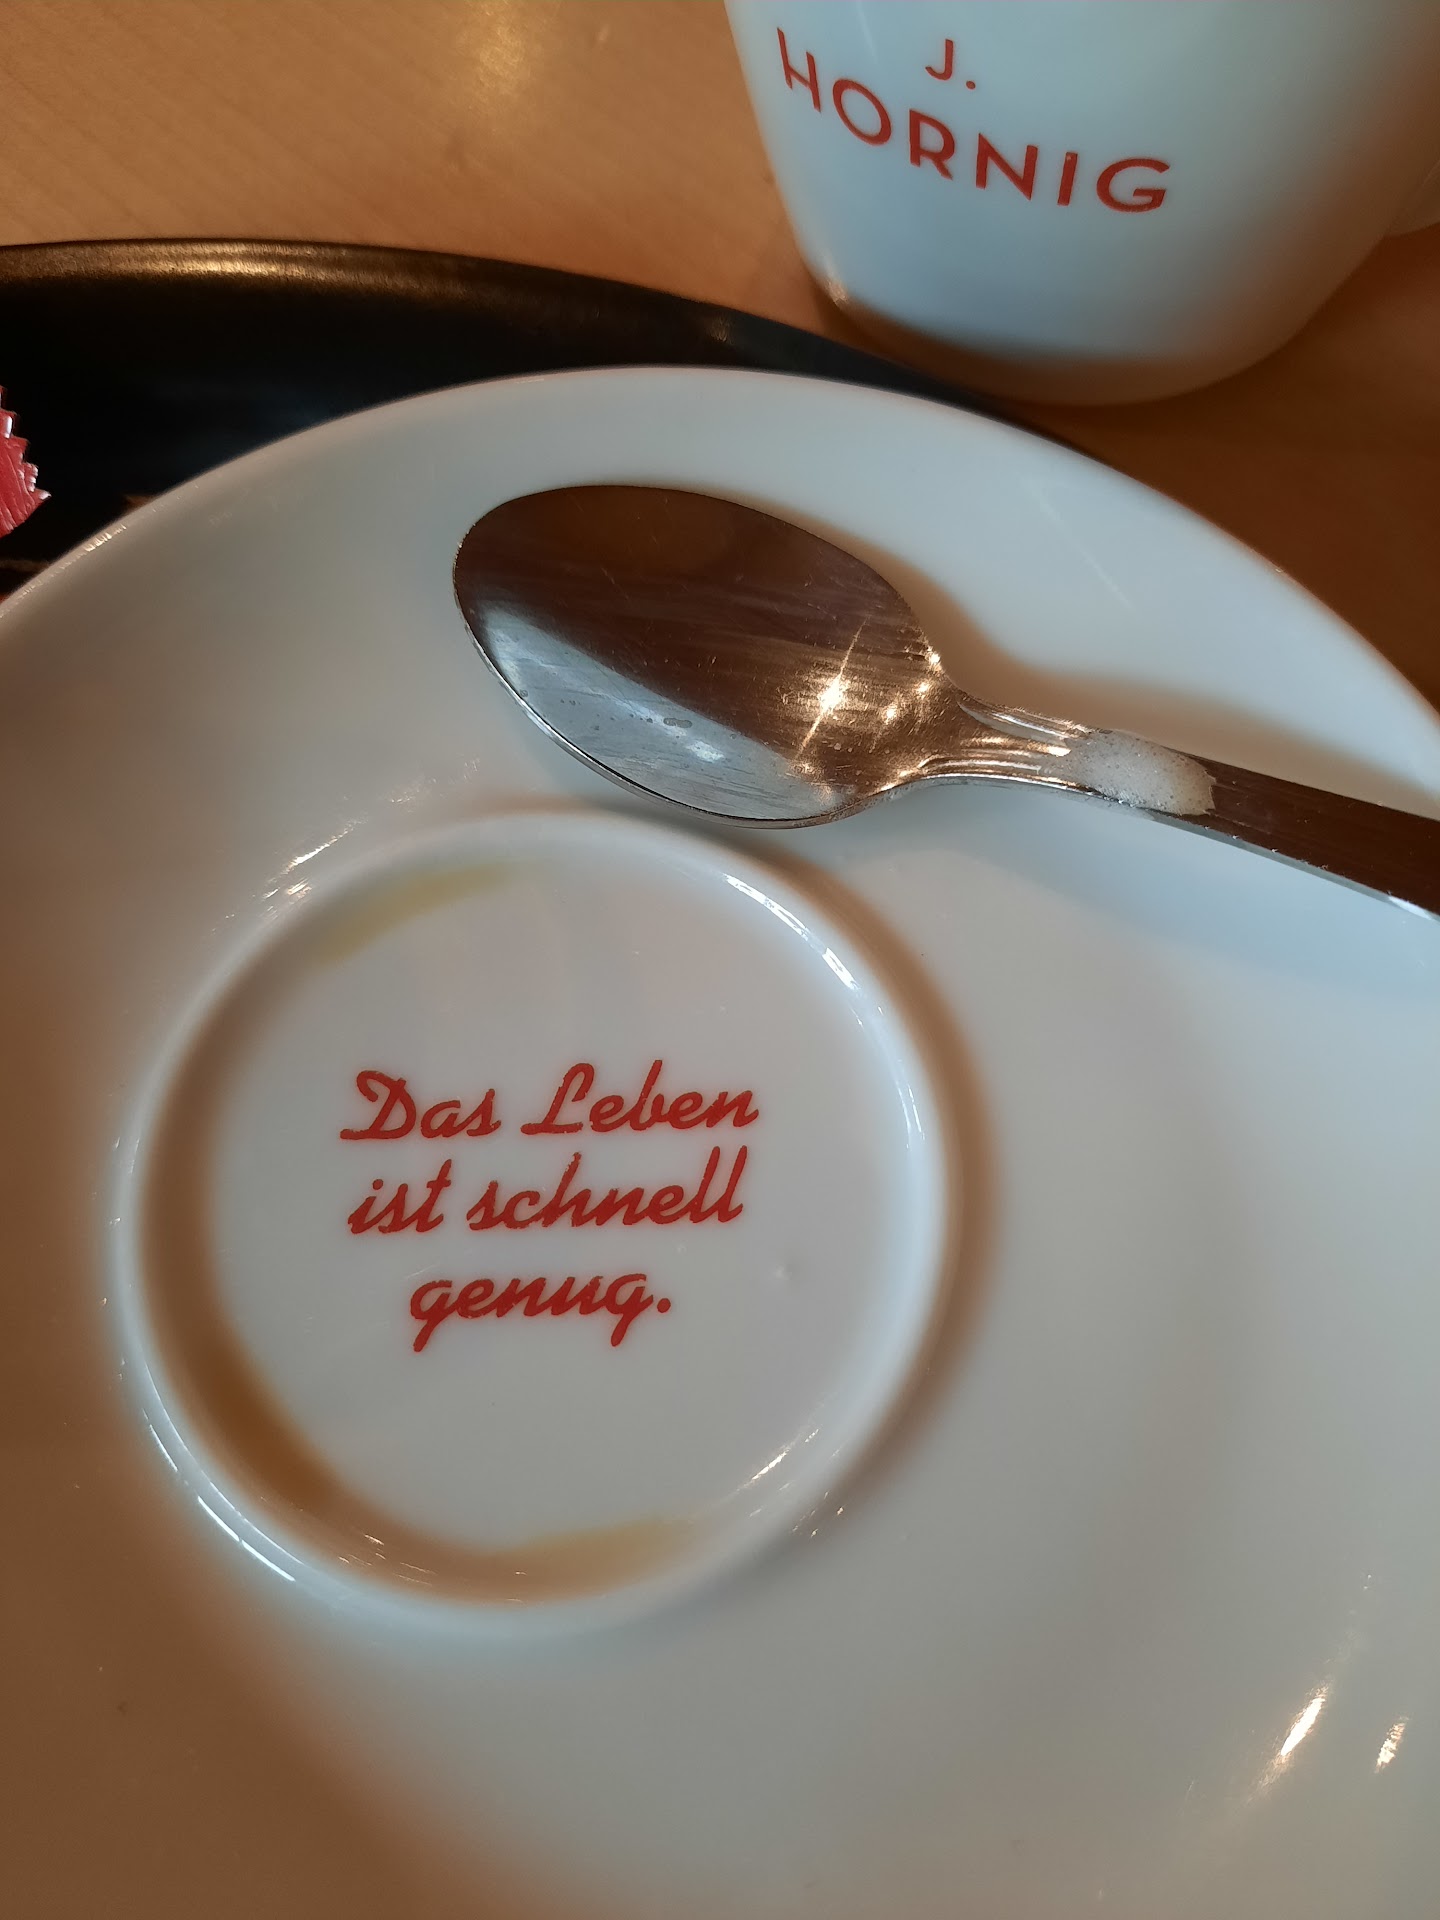 J.
HORNIG
Das Leben
ist schnell
genug.